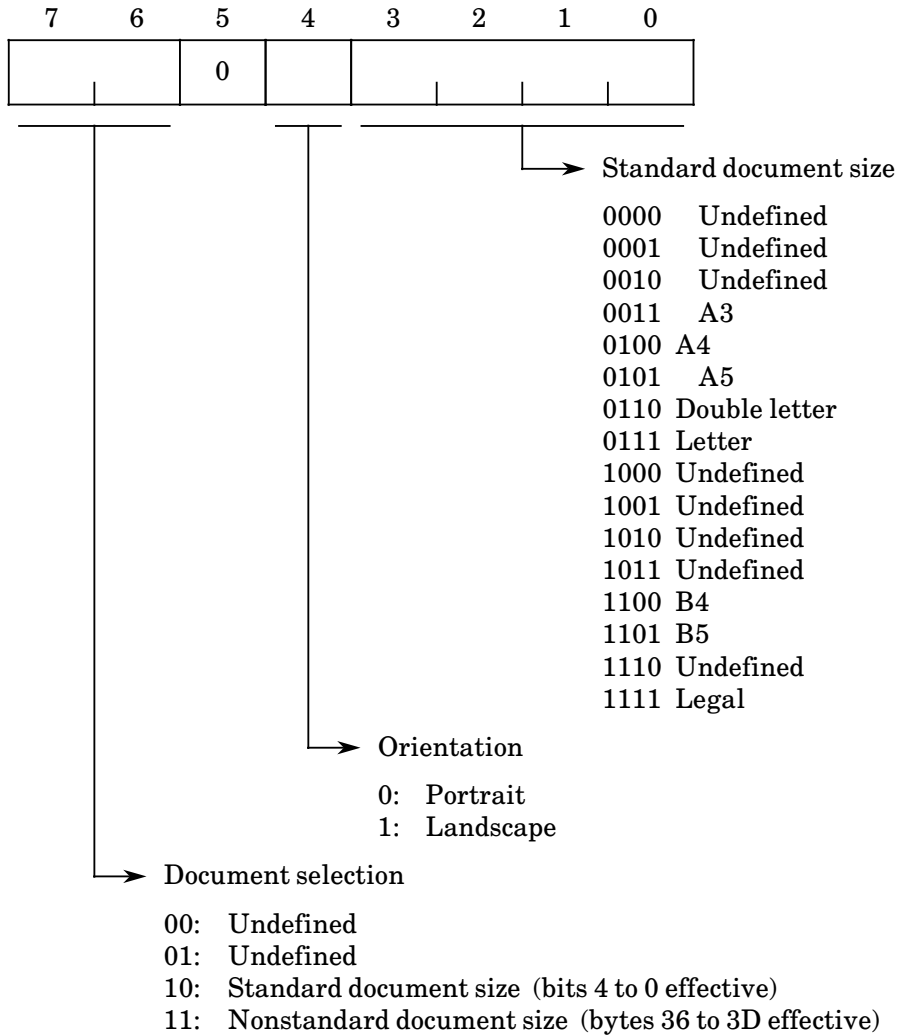 7 6 5 4 3 2 1 0
0
Standard document size
0000 Undefined
0001 Undefined
0010 Undefined
0011 A3
0100 A4
0101 A5
0110 Double letter
0111 Letter
1000 Undefined
1001 Undefined
1010 Undefined
1011 Undefined
1100 B4
1101 B5
1110 Undefined
1111 Legal
Orientation
0: Portrait
1: Landscape
Document selection
00: Undefined
01: Undefined
10: Standard document size (bits 4 to 0 effective)
11: Nonstandard document size (bytes 36 to 3D effective)